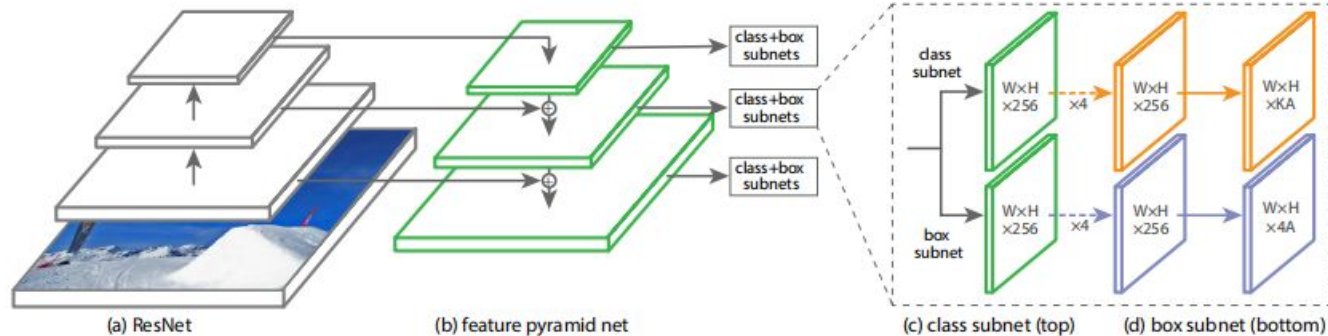 class+box
subnets
class+box
subnets
class+box
subnets
class
subnet
W×H
×256
×4
W×H
×256
W×H
×KA
+
+
box
subnet
W×H
×256
×4
W×H
×256
W×H
×4A
(a) ResNet
(b) feature pyramid net
(c) class subnet (top)
(d) box subnet (bottom)